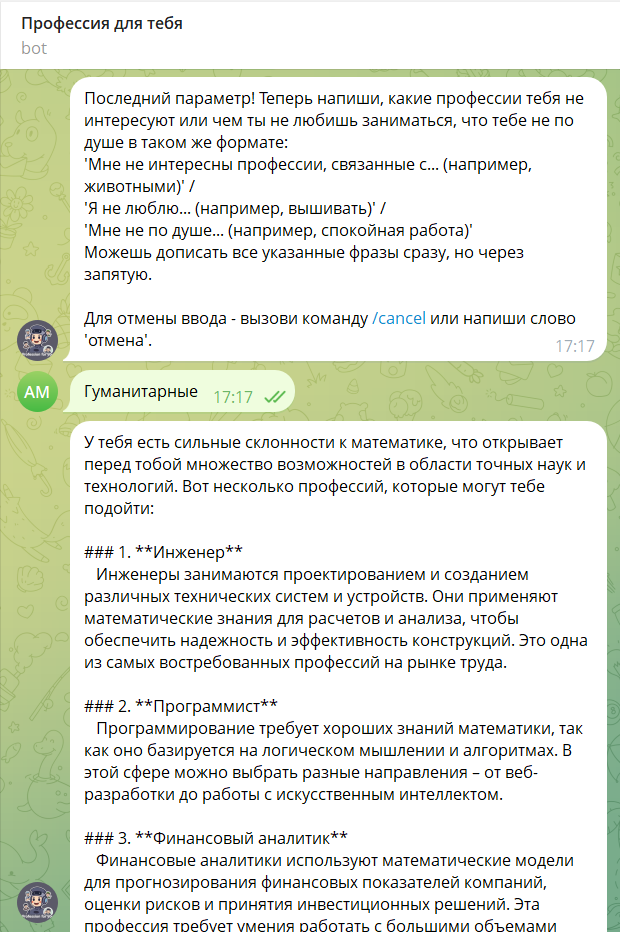 Профессия для тебя
bot
Последний параметр! Теперь напиши, какие профессии тебя не
интересуют или чем ты не любишь заниматься, что тебе не по
душе в таком же формате:
'Мне не интересны профессии, связанные с... (например,
животными)' /
'Я не люблю... (например, вышивать)' /
'Мне не по душе... (например, спокойная работа)'
Можешь дописать все указанные фразы сразу, но через
запятую.
Для отмены ввода - вызови команду /cancel или напиши слово
'отмена'.
17:17
AM
Гуманитарные 17:17
У тебя есть сильные склонности к математике, что открывает
перед тобой множество возможностей в области точных наук и
технологий. Вот несколько профессий, которые могут тебе
подойти:
### 1. **Инженер**
Инженеры занимаются проектированием и созданием
различных технических систем и устройств. Они применяют
математические знания для расчетов и анализа, чтобы
обеспечить надежность и эффективность конструкций. Это одна
из самых востребованных профессий на рынке труда.
### 2. **Программист**
Программирование требует хороших знаний математики, так
как оно базируется на логическом мышлении и алгоритмах. В
этой сфере можно выбрать разные направления – от веб-
разработки до работы с искусственным интеллектом.
### 3. **Финансовый аналитик**
Финансовые аналитики используют математические модели
для прогнозирования финансовых показателей компаний,
оценки рисков и принятия инвестиционных решений. Эта
профессия требует умения работать с большими объемами